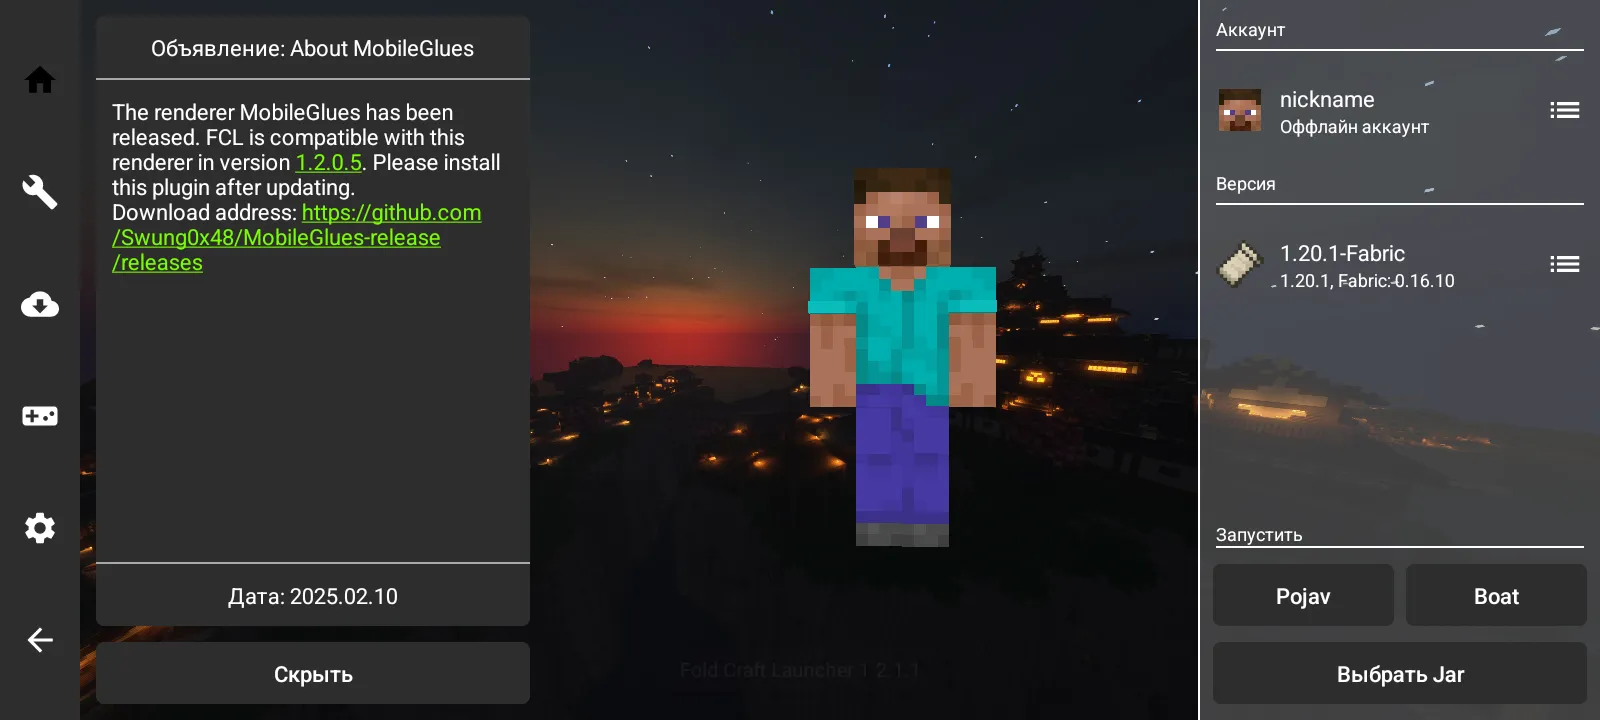 Объявление: About MobileGlues
The renderer MobileGlues has been
released. FCL is compatible with this
renderer in version 1.2.0.5. Please install
this plugin after updating.
Download address: https://github.com
/Swung0x48/MobileGlues-release
/releases
Дата: 2025.02.10
Скрыть
Fold Craft Launcher 1.2.1.1
Аккаунт
nickname
Оффлайн аккаунт
Версия
1.20.1-Fabric
1.20.1, Fabric: 0.16.10
Запустить
Pojav
Boat
Выбрать Jar